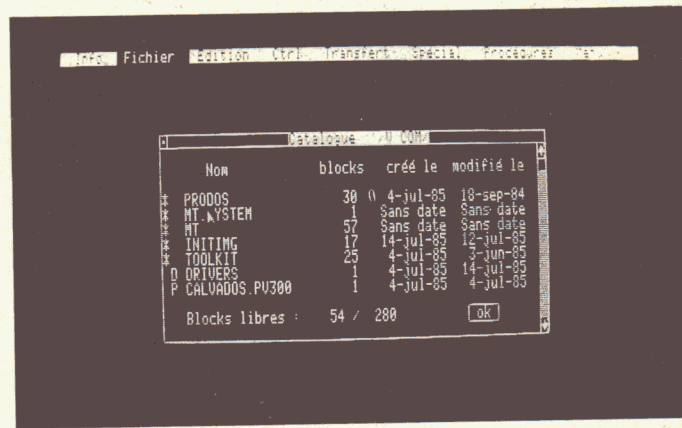 Info Fichier Edition Ctrl Transfert Spécial Procédures
Catalogue /V.COM/
Nom blocks créé le modifié le
* PRODOS 30 4-jul-85 18-sep-84
* MT.SYSTEM 1 Sans date Sans date
* MT 57 Sans date Sans date
* INITIMG 17 14-jul-85 12-jul-85
* TOOLKIT 25 4-jul-85 3-jun-85
D DRIVERS 1 4-jul-85 14-jul-85
P CALVADOS.PV300 1 4-jul-85 4-jul-85
Blocks libres : 54 / 280 ok